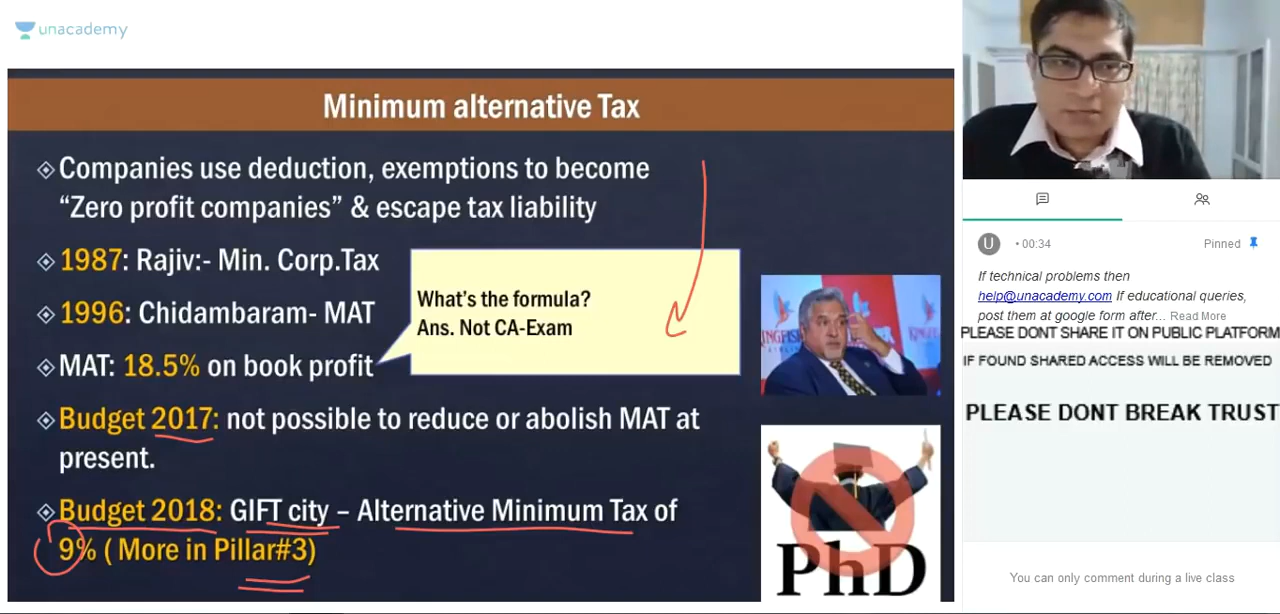 unacademy
Minimum alternative Tax
Companies use deduction, exemptions to become
“Zero profit companies” & escape tax liability
1987: Rajiv:- Min. Corp.Tax
1996: Chidambaram- MAT
MAT: 18.5% on book profit
What's the formula?
Ans. Not CA-Exam
Budget 2017: not possible to reduce or abolish MAT at
present.
Budget 2018: GIFT city – Alternative Minimum Tax of
9% ( More in Pillar#3)
PhD
U • 00:34 Pinned
If technical problems then
help@unacademy.com If educational queries,
post them at google form after... Read More
PLEASE DONT SHARE IT ON PUBLIC PLATFORM
IF FOUND SHARED ACCESS WILL BE REMOVED
PLEASE DONT BREAK TRUST
You can only comment during a live class